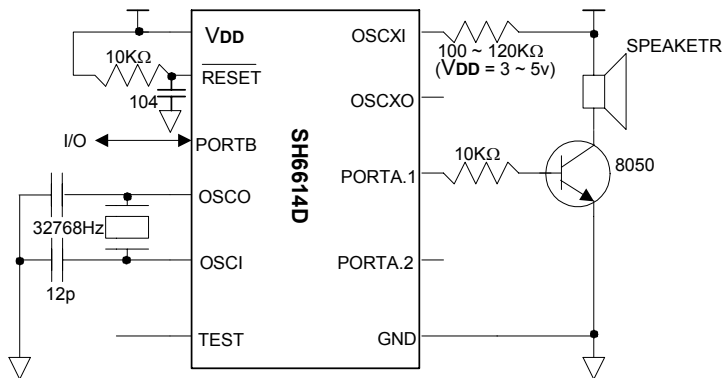 VDD
OSCXI
10KΩ
RESET
100 ~ 120KΩ
(VDD = 3 ~ 5v)
SPEAKETR
104
OSCXO
I/O
PORTB
SH6614D
PORTA.1
10KΩ
8050
OSCO
32768Hz
OSCI
PORTA.2
12p
TEST
GND